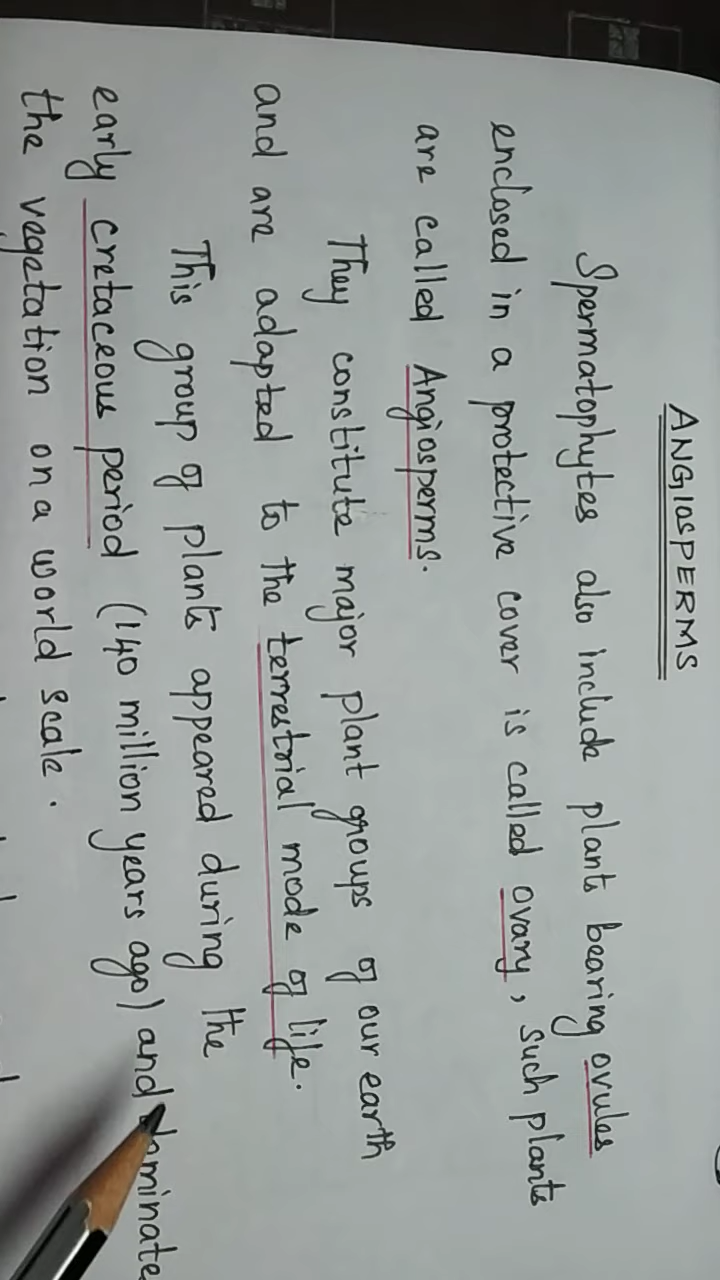 ANGIOSPERMS
Spermatophytes also include plants bearing ovules
enclosed in a protective cover is called ovary, such plants
are called Angiosperms.
They constitute major plant groups of our earth
and are adapted to the terrestrial mode of life.
This group of plants appeared during the
early cretaceous period (140 million years ago) and
the vegetation on a world scale.